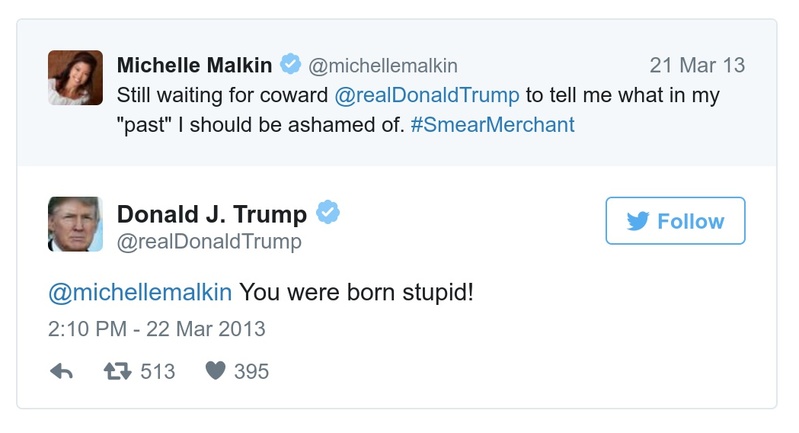 Michelle Malkin @michellemalkin 21 Mar 13
Still waiting for coward @realDonaldTrump to tell me what in my
"past" I should be ashamed of. #SmearMerchant
Donald J. Trump
@realDonaldTrump
Follow
@michellemalkin You were born stupid!
2:10 PM - 22 Mar 2013
513 395